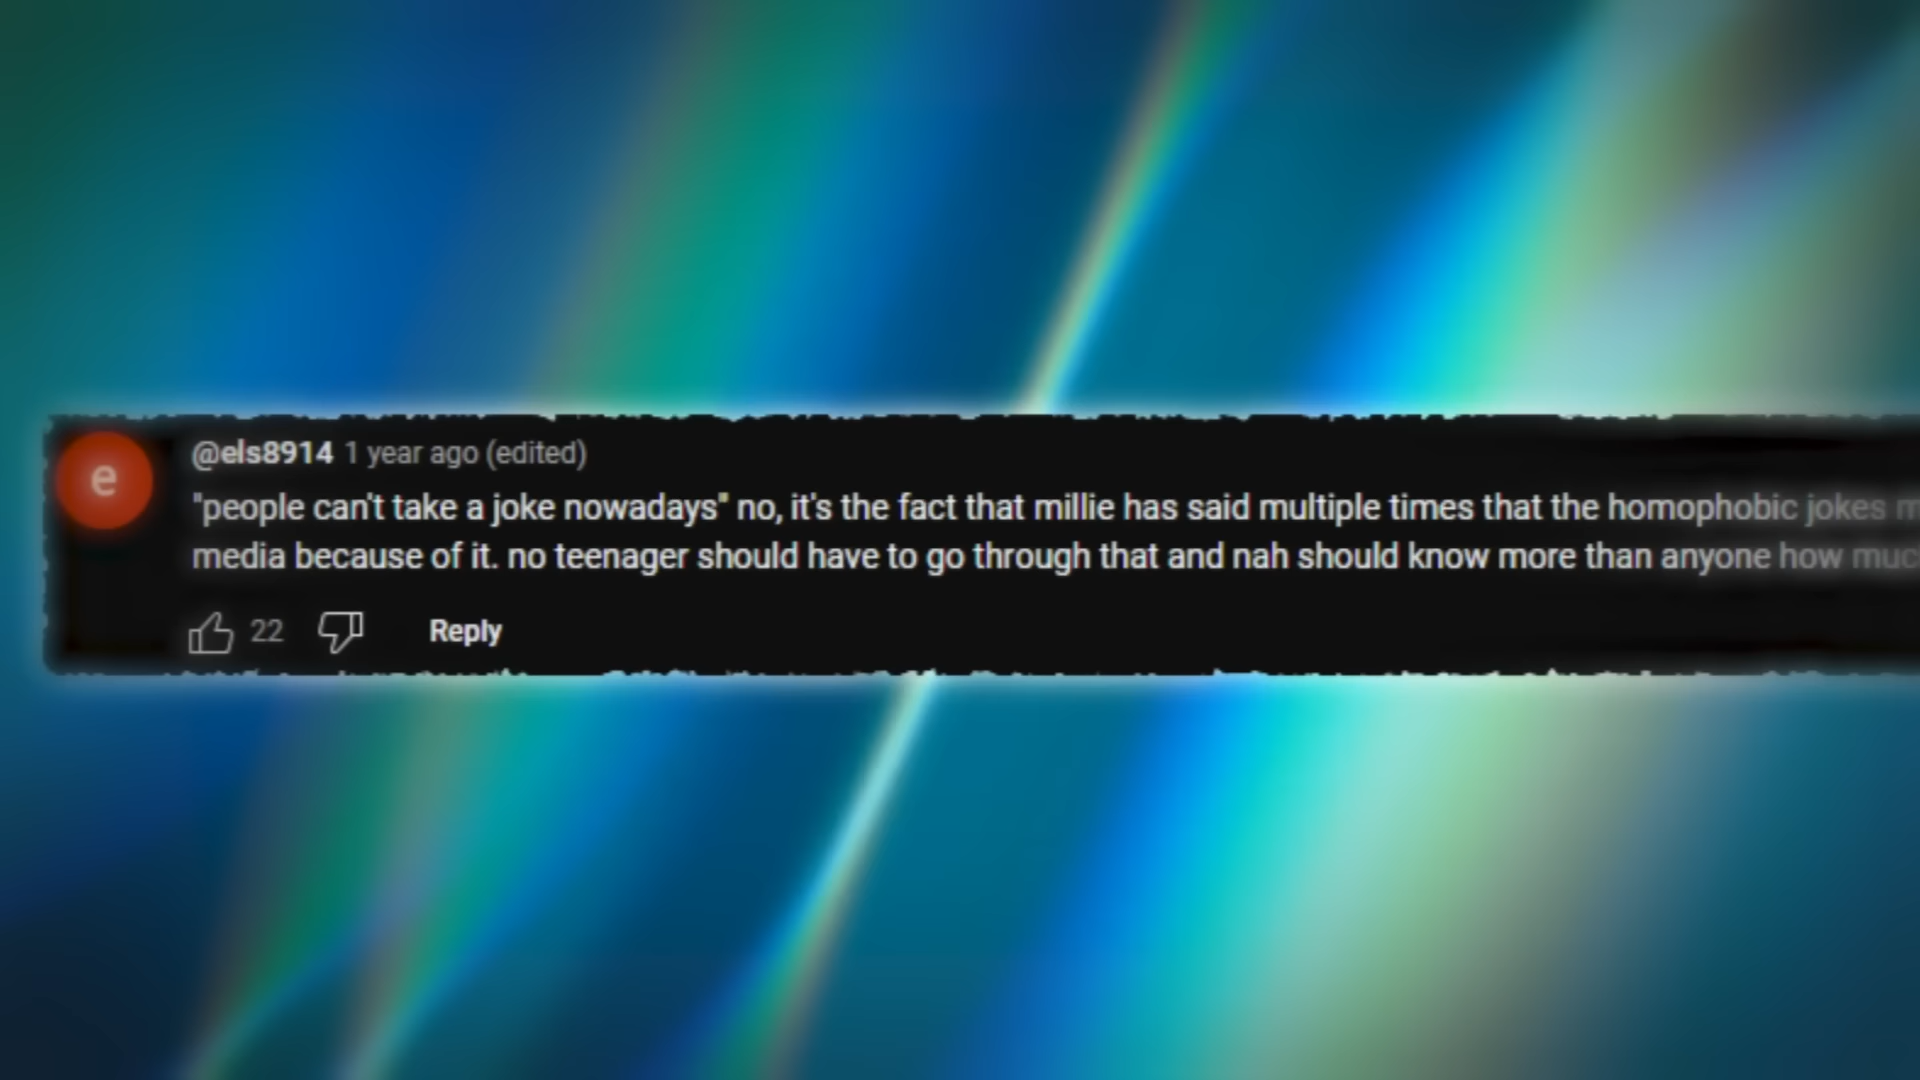 e
@els8914 1 year ago (edited)
"people can't take a joke nowadays" no, it's the fact that millie has said multiple times that the homophobic jokes
media because of it. no teenager should have to go through that and nah should know more than anyone how
22
Reply